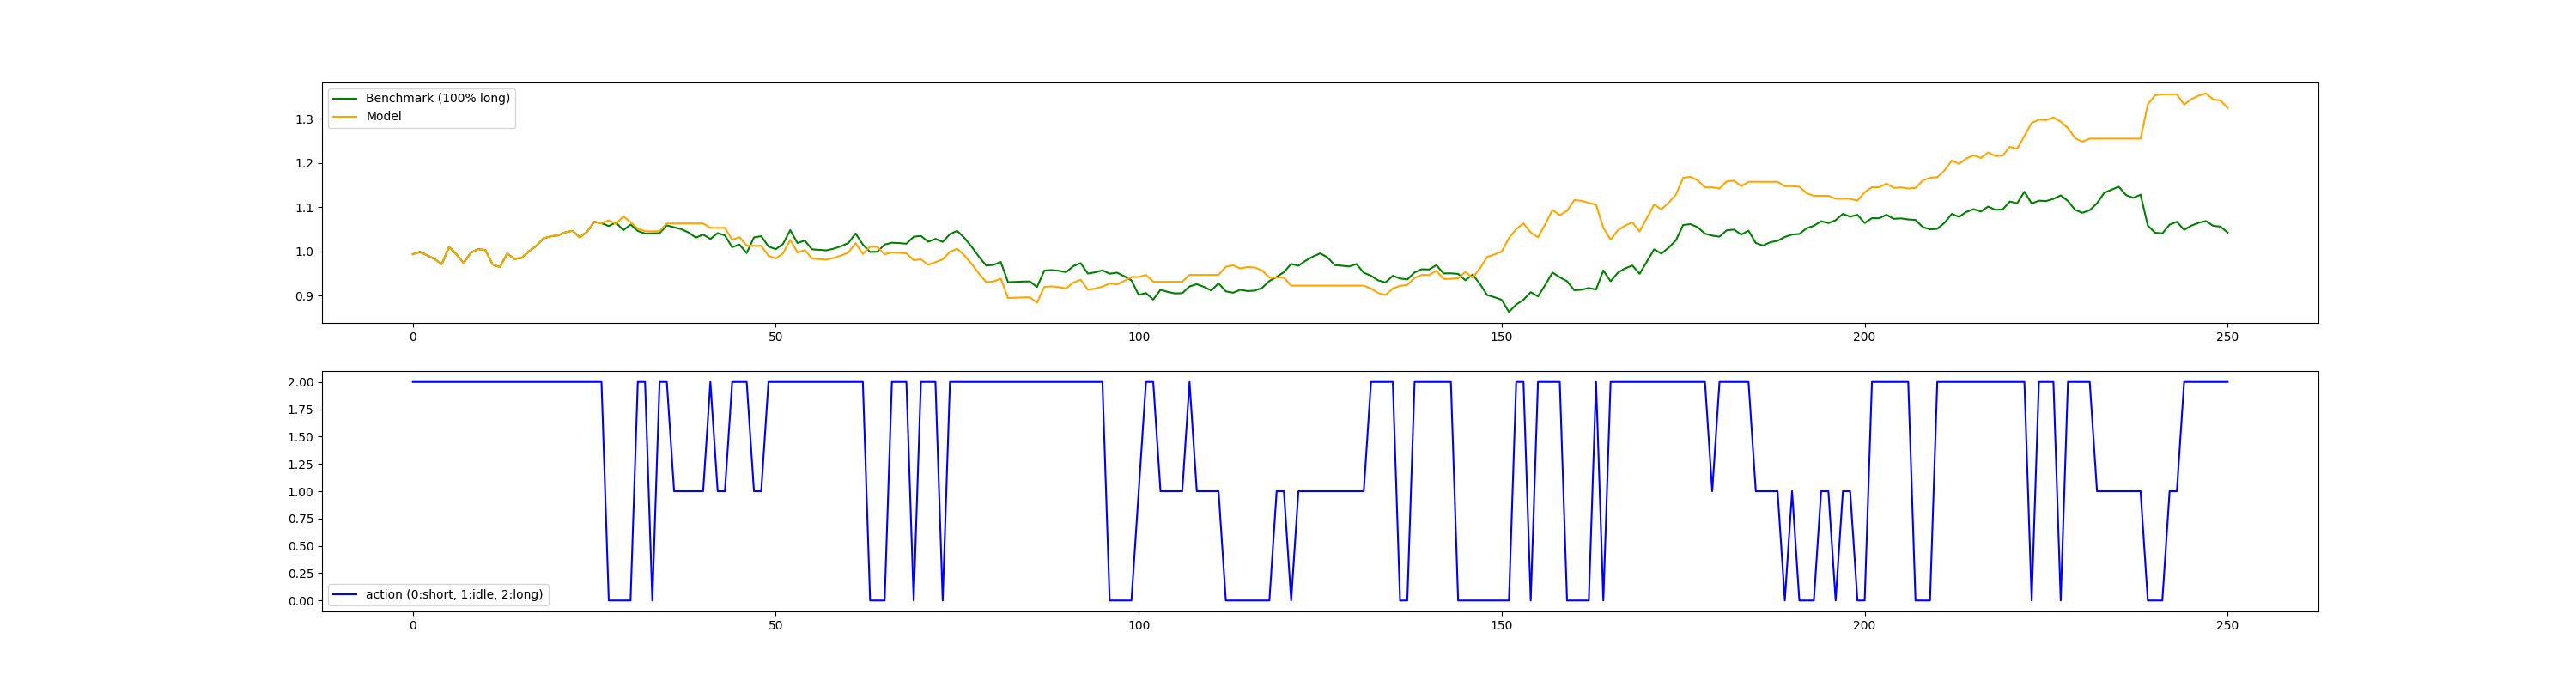 Benchmark (100% long)
Model
1.3
1.2
1.1
1.0
0.9
0 50 100 150 200 250
2.00
1.75
1.50
1.25
1.00
0.75
0.50
0.25
0.00
action (0:short, 1:idle, 2:long)
0 50 100 150 200 250